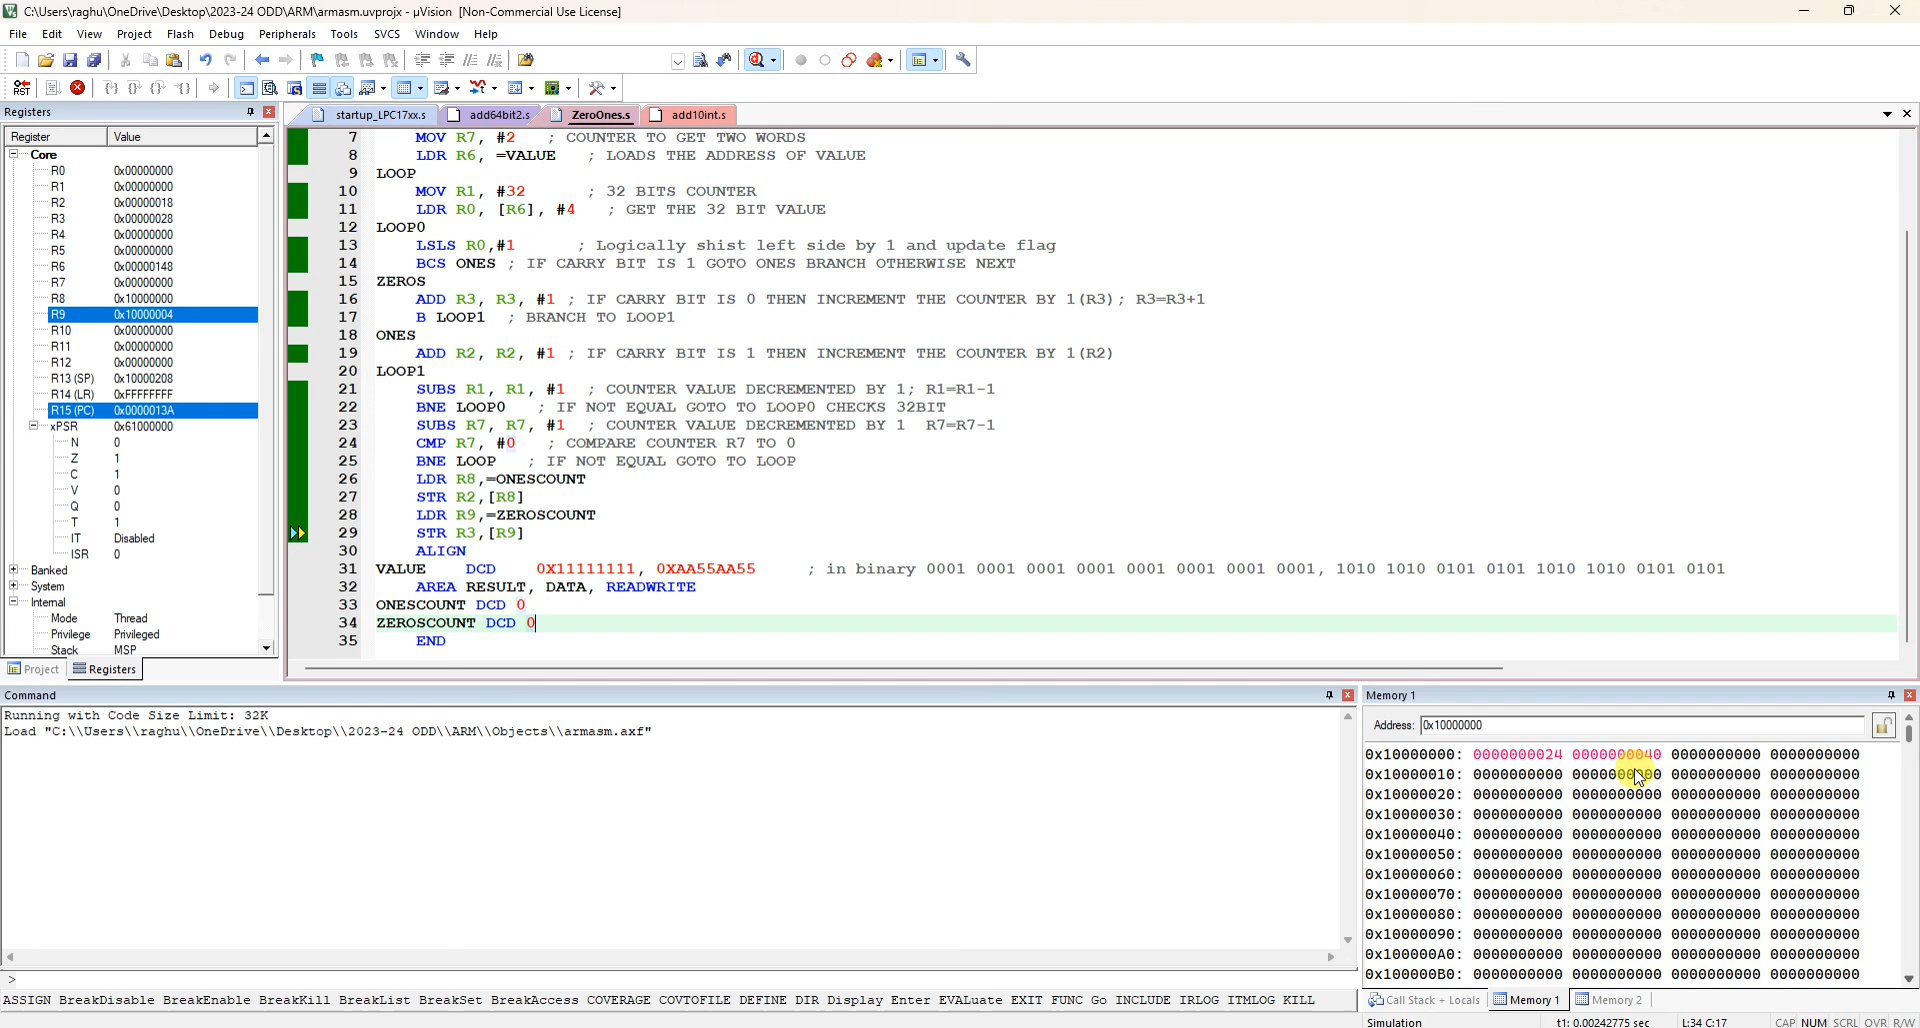 C:\Users\raghu\OneDrive\Desktop\2023-24 ODD\ARM\armasm.uvprojx - µVision [Non-Commercial Use License]
File Edit View Project Flash Debug Peripherals Tools SVCS Window Help
RST
Registers
startup_LPC17xx.s add64bit2.s ZeroOnes.s add10int.s
Register Value
Core
R0 0x00000000
R1 0x00000000
R2 0x00000018
R3 0x00000028
R4 0x00000000
R5 0x00000000
R6 0x00000148
R7 0x00000000
R8 0x10000000
R9 0x10000004
R10 0x00000000
R11 0x00000000
R12 0x00000000
R13 (SP) 0x10000208
R14 (LR) 0xFFFFFFFF
R15 (PC) 0x0000013A
xPSR 0x61000000
N 0
Z 1
C 1
V 0
Q 0
T 1
IT Disabled
ISR 0
Banked
System
Internal
Mode Thread
Privilege Privileged
Stack MSP
Project Registers
7 MOV R7, #2 ; COUNTER TO GET TWO WORDS
8 LDR R6, =VALUE ; LOADS THE ADDRESS OF VALUE
9 LOOP
10 MOV R1, #32 ; 32 BITS COUNTER
11 LDR R0, [R6], #4 ; GET THE 32 BIT VALUE
12 LOOP0
13 LSLS R0,#1 ; Logically shist left side by 1 and update flag
14 BCS ONES ; IF CARRY BIT IS 1 GOTO ONES BRANCH OTHERWISE NEXT
15 ZEROS
16 ADD R3, R3, #1 ; IF CARRY BIT IS 0 THEN INCREMENT THE COUNTER BY 1(R3); R3=R3+1
17 B LOOP1 ; BRANCH TO LOOP1
18 ONES
19 ADD R2, R2, #1 ; IF CARRY BIT IS 1 THEN INCREMENT THE COUNTER BY 1(R2)
20 LOOP1
21 SUBS R1, R1, #1 ; COUNTER VALUE DECREMENTED BY 1; R1=R1-1
22 BNE LOOP0 ; IF NOT EQUAL GOTO TO LOOP0 CHECKS 32BIT
23 SUBS R7, R7, #1 ; COUNTER VALUE DECREMENTED BY 1 R7=R7-1
24 CMP R7, #0 ; COMPARE COUNTER R7 TO 0
25 BNE LOOP ; IF NOT EQUAL GOTO TO LOOP
26 LDR R8,=ONESCOUNT
27 STR R2,[R8]
28 LDR R9,=ZEROSCOUNT
29 STR R3,[R9]
30 ALIGN
31 VALUE DCD 0X11111111, 0XAA55AA55 ; in binary 0001 0001 0001 0001 0001 0001 0001 0001, 1010 1010 0101 0101 1010 1010 0101 0101
32 AREA RESULT, DATA, READWRITE
33 ONESCOUNT DCD 0
34 ZEROSCOUNT DCD 0
35 END
Command
Running with Code Size Limit: 32K
Load "C:\\Users\\raghu\\OneDrive\\Desktop\\2023-24 ODD\\ARM\\Objects\\armasm.axf"
>
ASSIGN BreakDisable BreakEnable BreakKill BreakList BreakSet BreakAccess COVERAGE COVTOFILE DEFINE DIR Display Enter EVALuate EXIT FUNC Go INCLUDE IRLOG ITMLOG KILL
Memory 1
Address: 0x10000000
0x10000000: 0000000024 0000000040 0000000000 0000000000
0x10000010: 0000000000 0000000000 0000000000 0000000000
0x10000020: 0000000000 0000000000 0000000000 0000000000
0x10000030: 0000000000 0000000000 0000000000 0000000000
0x10000040: 0000000000 0000000000 0000000000 0000000000
0x10000050: 0000000000 0000000000 0000000000 0000000000
0x10000060: 0000000000 0000000000 0000000000 0000000000
0x10000070: 0000000000 0000000000 0000000000 0000000000
0x10000080: 0000000000 0000000000 0000000000 0000000000
0x10000090: 0000000000 0000000000 0000000000 0000000000
0x100000A0: 0000000000 0000000000 0000000000 0000000000
0x100000B0: 0000000000 0000000000 0000000000 0000000000
Call Stack + Locals Memory 1 Memory 2
Simulation t1: 0.00242775 sec L:34 C:17 CAP NUM SCRL OVR R/W